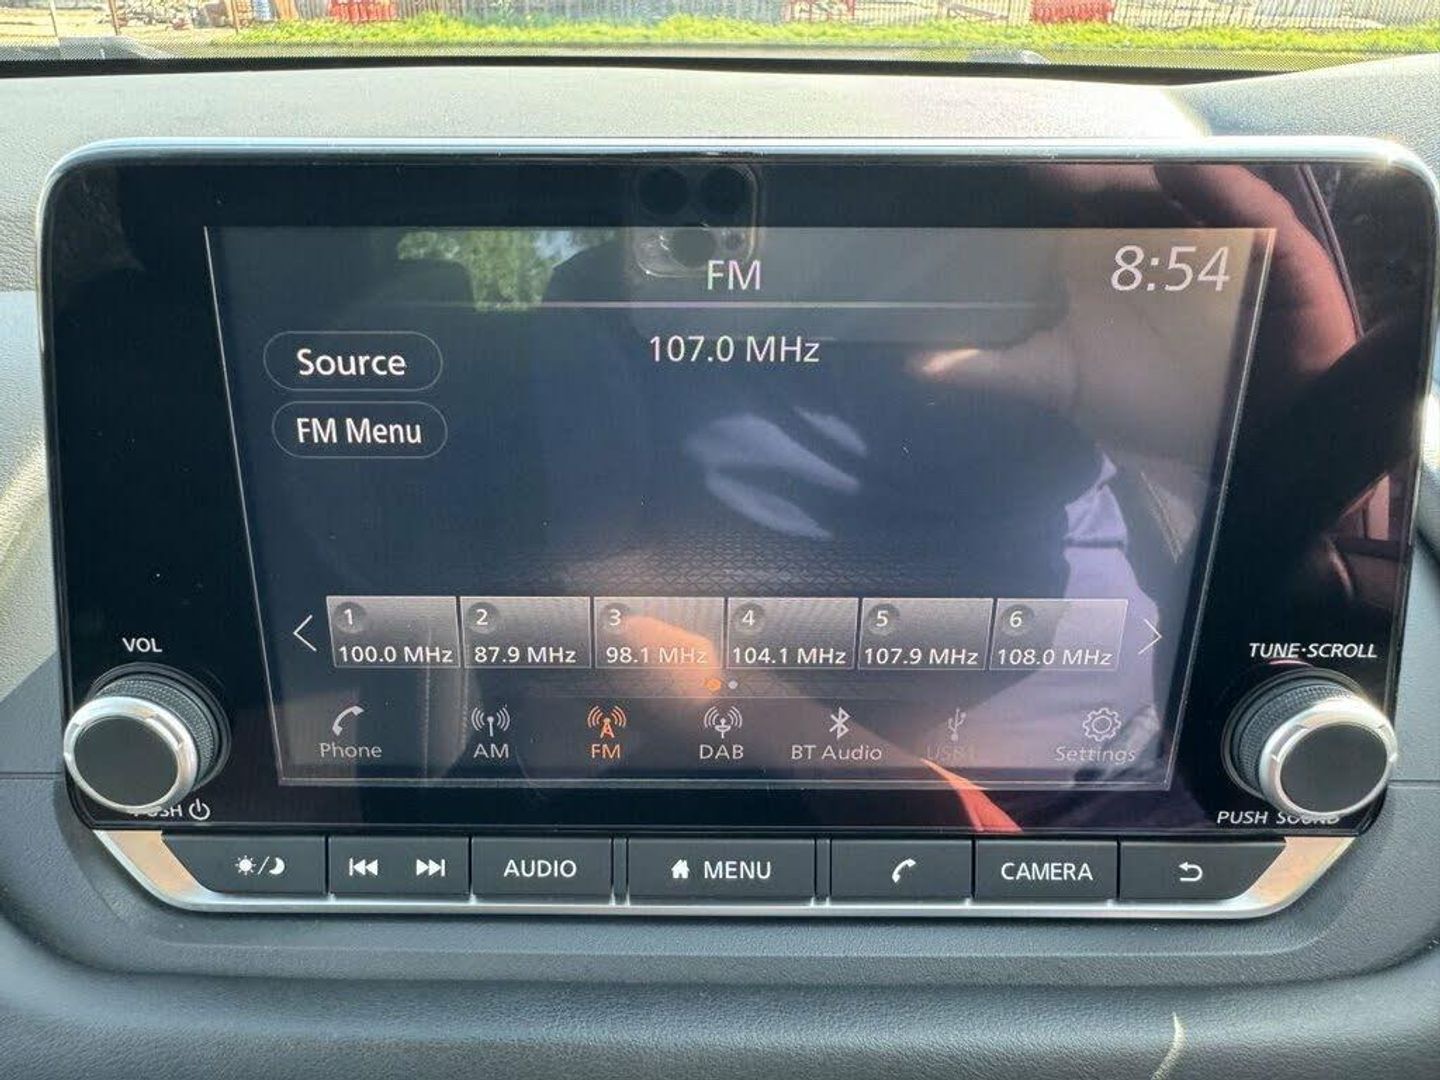 FM
8:54
Source
107.0 MHz
FM Menu
1 2 3 4 5 6
100.0 MHz 87.9 MHz 98.1 MHz 104.1 MHz 107.9 MHz 108.0 MHz
VOL
TUNE·SCROLL
Phone AM FM DAB BT Audio USB1 Settings
PUSH
PUSH SOUND
AUDIO MENU CAMERA